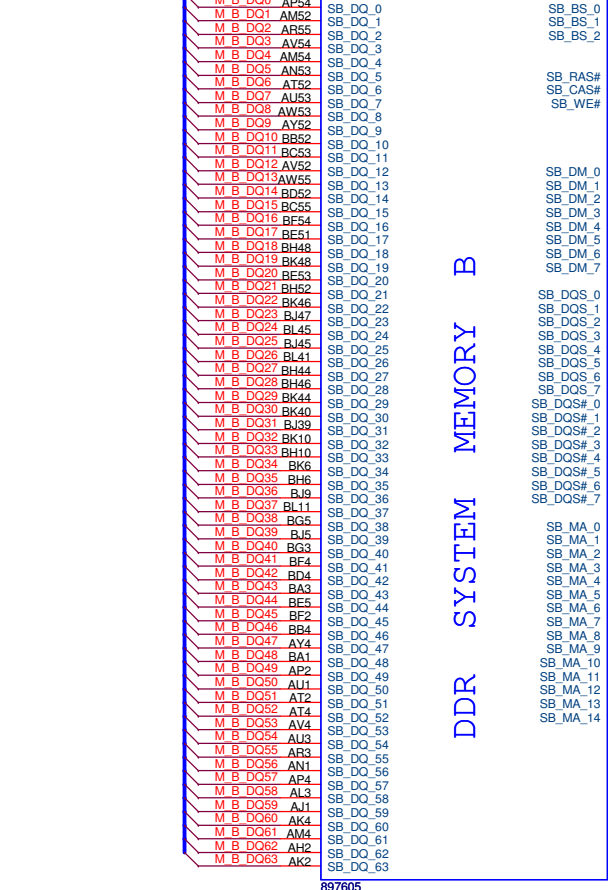 M_B_DQ0 AP54 SB_DQ_0 SB_BS_0
M_B_DQ1 AM52 SB_DQ_1 SB_BS_1
M_B_DQ2 AR55 SB_DQ_2 SB_BS_2
M_B_DQ3 AV54 SB_DQ_3
M_B_DQ4 AM54 SB_DQ_4
M_B_DQ5 AN53 SB_DQ_5 SB_RAS#
M_B_DQ6 AT52 SB_DQ_6 SB_CAS#
M_B_DQ7 AU53 SB_DQ_7 SB_WE#
M_B_DQ8 AW53 SB_DQ_8
M_B_DQ9 AY52 SB_DQ_9
M_B_DQ10 BB52 SB_DQ_10
M_B_DQ11 BC53 SB_DQ_11
M_B_DQ12 AV52 SB_DQ_12 SB_DM_0
M_B_DQ13 AW55 SB_DQ_13 SB_DM_1
M_B_DQ14 BD52 SB_DQ_14 SB_DM_2
M_B_DQ15 BC55 SB_DQ_15 SB_DM_3
M_B_DQ16 BF54 SB_DQ_16 SB_DM_4
M_B_DQ17 BE51 SB_DQ_17 SB_DM_5
M_B_DQ18 BH48 SB_DQ_18 SB_DM_6
M_B_DQ19 BK48 SB_DQ_19 SB_DM_7
M_B_DQ20 BE53 SB_DQ_20
M_B_DQ21 BH52 SB_DQ_21 SB_DQS_0
M_B_DQ22 BK46 SB_DQ_22 SB_DQS_1
M_B_DQ23 BJ47 SB_DQ_23 SB_DQS_2
M_B_DQ24 BL45 SB_DQ_24 SB_DQS_3
M_B_DQ25 BJ45 SB_DQ_25 SB_DQS_4
M_B_DQ26 BL41 SB_DQ_26 SB_DQS_5
M_B_DQ27 BH44 SB_DQ_27 SB_DQS_6
M_B_DQ28 BH46 SB_DQ_28 SB_DQS_7
M_B_DQ29 BK44 SB_DQ_29 SB_DQS#_0
M_B_DQ30 BK40 SB_DQ_30 SB_DQS#_1
M_B_DQ31 BJ39 SB_DQ_31 SB_DQS#_2
M_B_DQ32 BK10 SB_DQ_32 SB_DQS#_3
M_B_DQ33 BH10 SB_DQ_33 SB_DQS#_4
M_B_DQ34 BK6 SB_DQ_34 SB_DQS#_5
M_B_DQ35 BH6 SB_DQ_35 SB_DQS#_6
M_B_DQ36 BJ9 SB_DQ_36 SB_DQS#_7
M_B_DQ37 BL11 SB_DQ_37
M_B_DQ38 BG5 SB_DQ_38 SB_MA_0
M_B_DQ39 BJ5 SB_DQ_39 SB_MA_1
M_B_DQ40 BG3 SB_DQ_40 SB_MA_2
M_B_DQ41 BF4 SB_DQ_41 SB_MA_3
M_B_DQ42 BD4 SB_DQ_42 SB_MA_4
M_B_DQ43 BA3 SB_DQ_43 SB_MA_5
M_B_DQ44 BE5 SB_DQ_44 SB_MA_6
M_B_DQ45 BF2 SB_DQ_45 SB_MA_7
M_B_DQ46 BB4 SB_DQ_46 SB_MA_8
M_B_DQ47 AY4 SB_DQ_47 SB_MA_9
M_B_DQ48 BA1 SB_DQ_48 SB_MA_10
M_B_DQ49 AP2 SB_DQ_49 SB_MA_11
M_B_DQ50 AU1 SB_DQ_50 SB_MA_12
M_B_DQ51 AT2 SB_DQ_51 SB_MA_13
M_B_DQ52 AT4 SB_DQ_52 SB_MA_14
M_B_DQ53 AV4 SB_DQ_53
M_B_DQ54 AU3 SB_DQ_54
M_B_DQ55 AR3 SB_DQ_55
M_B_DQ56 AN1 SB_DQ_56
M_B_DQ57 AP4 SB_DQ_57
M_B_DQ58 AL3 SB_DQ_58
M_B_DQ59 AJ1 SB_DQ_59
M_B_DQ60 AK4 SB_DQ_60
M_B_DQ61 AM4 SB_DQ_61
M_B_DQ62 AH2 SB_DQ_62
M_B_DQ63 AK2 SB_DQ_63
DDR SYSTEM MEMORY B
897605